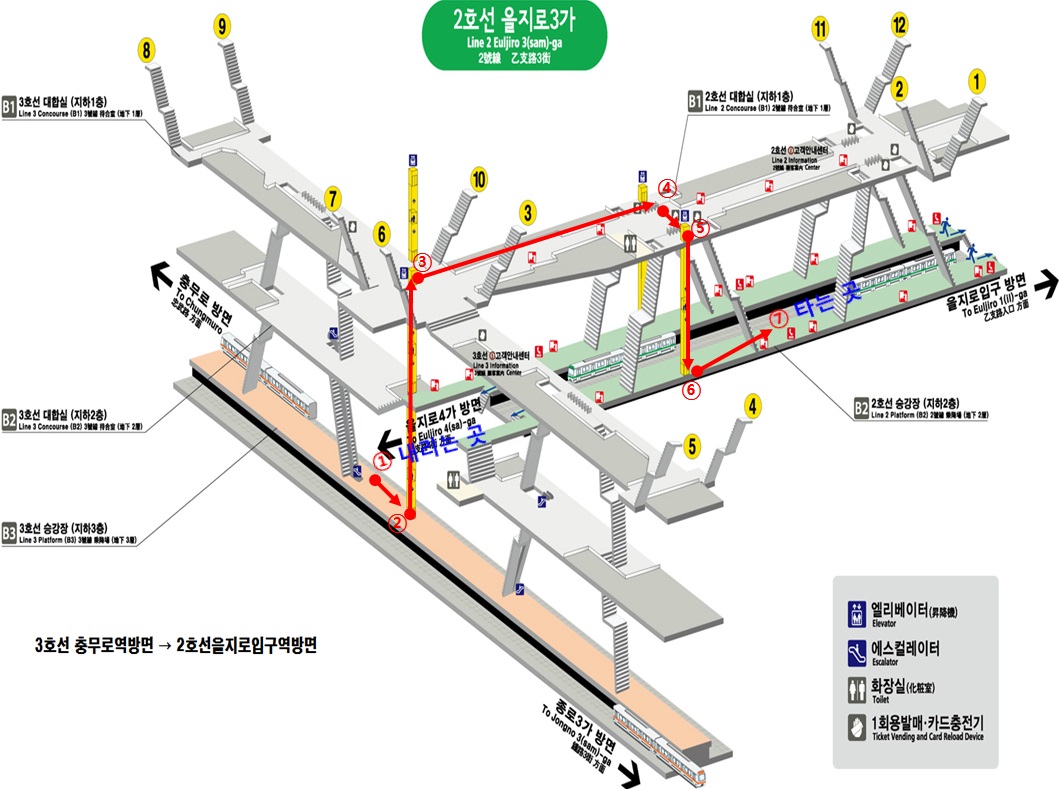 2호선 을지로3가
Line 2 Euljiro 3(sam)-ga
2號線 乙支路3街
8
9
11
12
2
1
B1
3호선 대합실 (지하1층)
Line 3 Concourse (B1) 3號線 待合室 (地下 1層)
B1
2호선 대합실 (지하1층)
Line 2 Concourse (B1) 2號線 待合室 (地下 1層)
2호선 고객안내센터
Line 2 Information
2號線 顧客案內 Center
7
6
10
3
④
⑤
③
충무로 방면
To Chungmuro
忠武路 方面
을지로입구 방면
To Euljiro 1(il)-ga
乙支路入口 方面
타는 곳
⑦
⑥
3호선 고객안내센터
Line 3 Information
3號線 顧客案內 Center
B2
3호선 대합실 (지하2층)
Line 3 Concourse (B2) 3號線 待合室 (地下 2層)
B2
2호선 승강장 (지하2층)
Line 2 Platform (B2) 2號線 乘降場 (地下 2層)
을지로4가 방면
To Euljiro 4(sa)-ga
내리는 곳
4
5
①
②
B3
3호선 승강장 (지하3층)
Line 3 Platform (B3) 3號線 乘降場 (地下 3層)
3호선 충무로역방면 → 2호선을지로입구역방면
종로3가 방면
To Jongno 3(sam)-ga
鍾路3街 方面
엘리베이터(昇降機)
Elevator
에스컬레이터
Escalator
화장실(化粧室)
Toilet
1회용발매·카드충전기
Ticket Vending and Card Reload Device